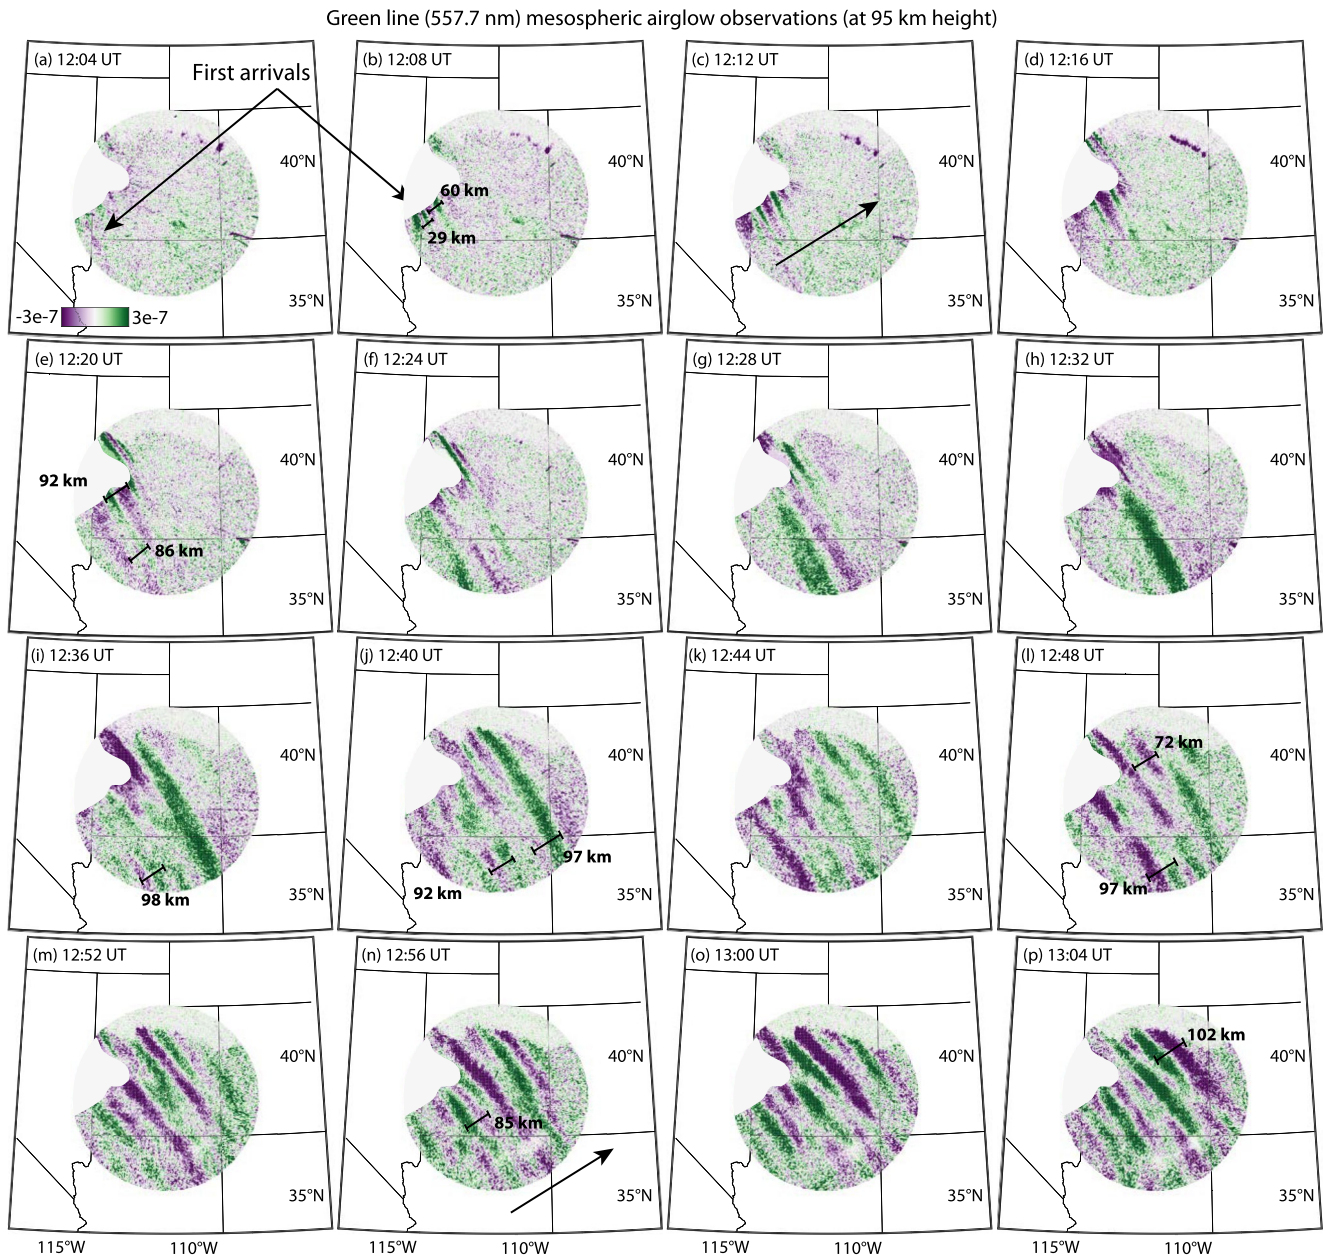 Green line (557.7 nm) mesospheric airglow observations (at 95 km height)
(a) 12:04 UT
(b) 12:08 UT
(c) 12:12 UT
(d) 12:16 UT
First arrivals
40°N
40°N
40°N
40°N
60 km
29 km
35°N
35°N
35°N
35°N
-3e-7
3e-7
(e) 12:20 UT
(f) 12:24 UT
(g) 12:28 UT
(h) 12:32 UT
40°N
40°N
40°N
40°N
92 km
86 km
35°N
35°N
35°N
35°N
(i) 12:36 UT
(j) 12:40 UT
(k) 12:44 UT
(l) 12:48 UT
72 km
40°N
40°N
40°N
40°N
97 km
98 km
92 km
97 km
35°N
35°N
35°N
35°N
(m) 12:52 UT
(n) 12:56 UT
(o) 13:00 UT
(p) 13:04 UT
102 km
40°N
40°N
40°N
40°N
85 km
35°N
35°N
35°N
35°N
115°W
110°W
115°W
110°W
115°W
110°W
115°W
110°W